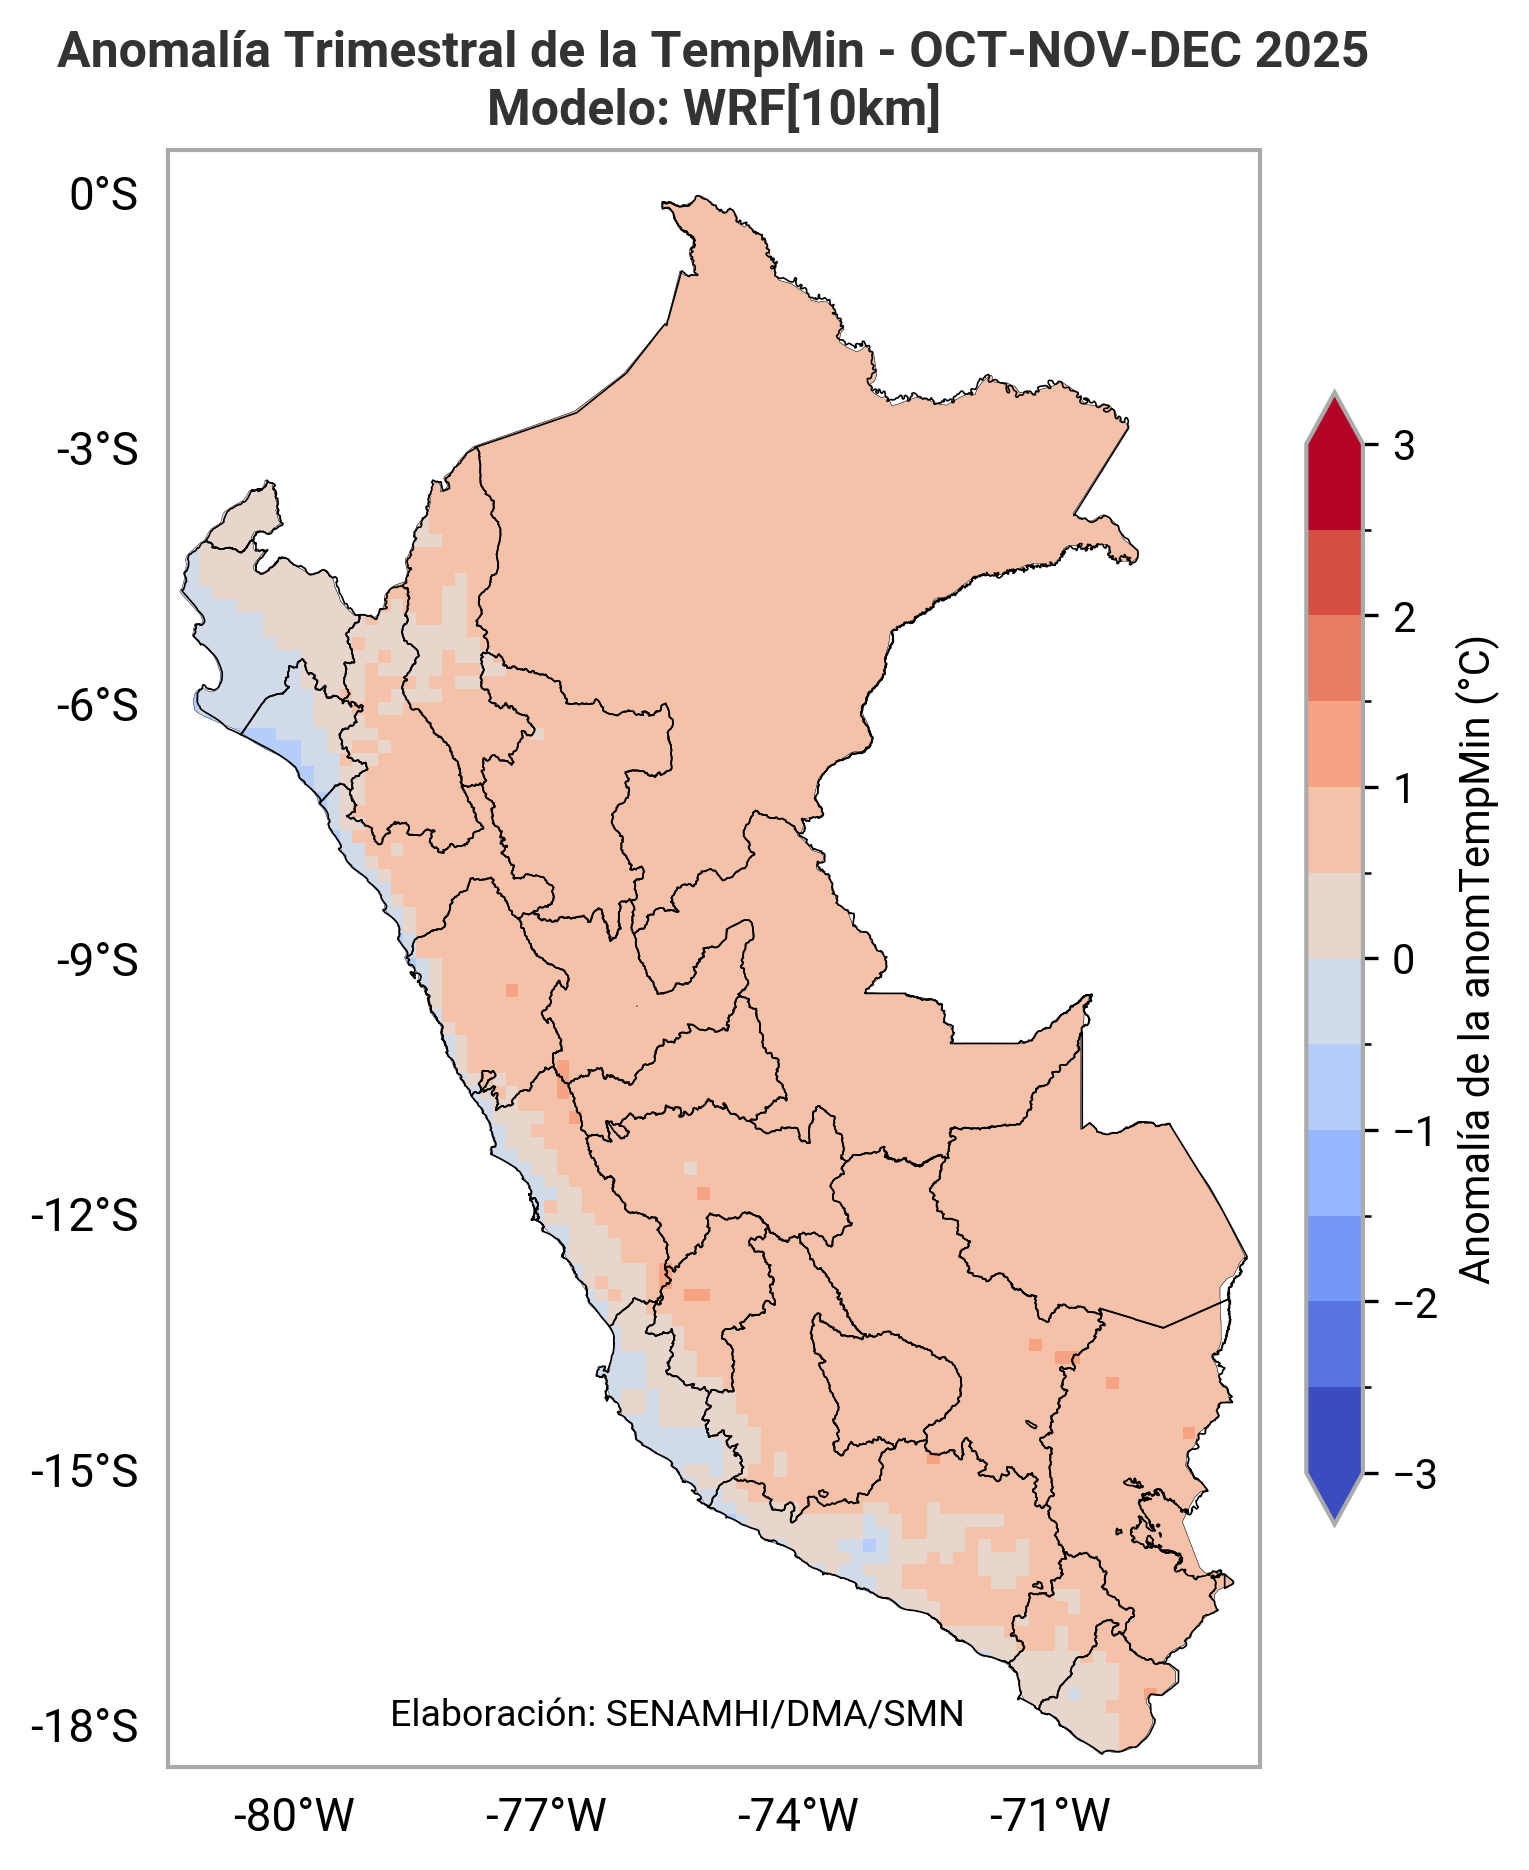 Anomalía Trimestral de la TempMin - OCT-NOV-DEC 2025
Modelo: WRF[10km]
0°S
-3°S
-6°S
-9°S
-12°S
-15°S
-18°S
-80°W
-77°W
-74°W
-71°W
Elaboración: SENAMHI/DMA/SMN
3
2
1
0
−1
−2
−3
Anomalía de la anomTempMin (°C)